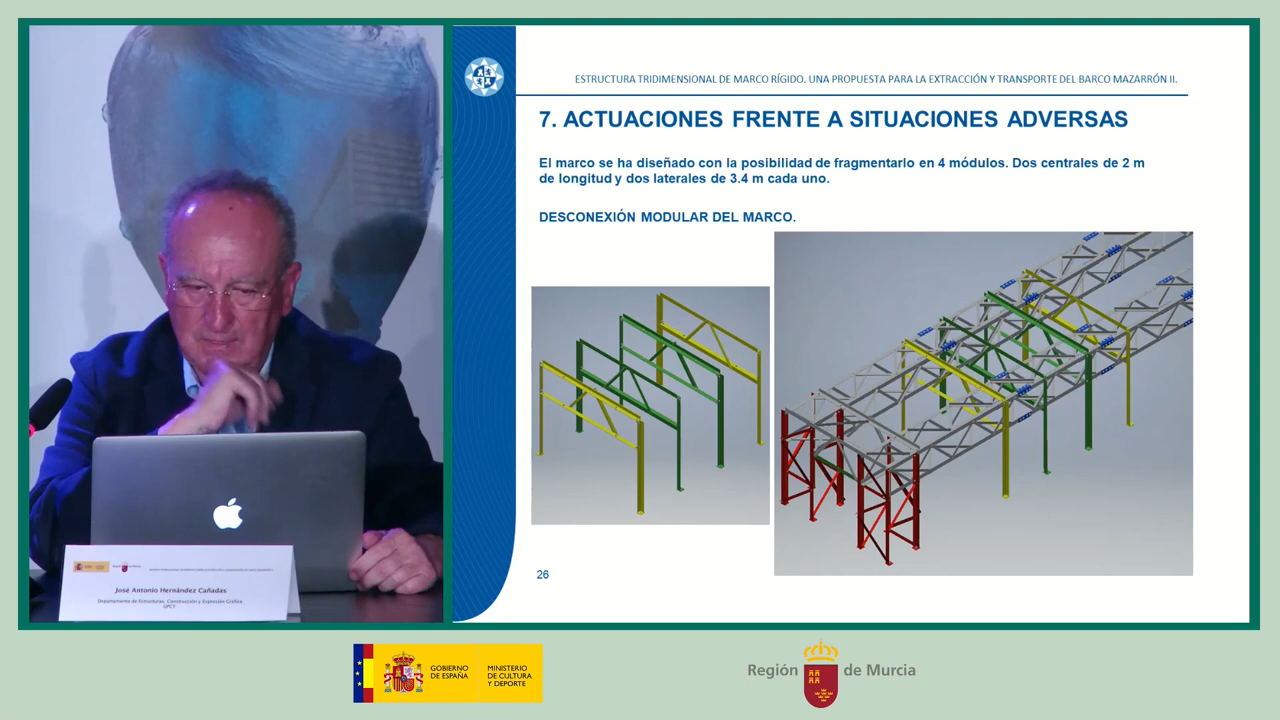 ESTRUCTURA TRIDIMENSIONAL DE MARCO RÍGIDO. UNA PROPUESTA PARA LA EXTRACCIÓN Y TRANSPORTE DEL BARCO MAZARRÓN II.
7. ACTUACIONES FRENTE A SITUACIONES ADVERSAS
El marco se ha diseñado con la posibilidad de fragmentarlo en 4 módulos. Dos centrales de 2 m
de longitud y dos laterales de 3.4 m cada uno.
DESCONEXIÓN MODULAR DEL MARCO.
26
José Antonio Hernández Cañadas
Departamento de Estructuras, Construcción y Expresión Gráfica
UPCT
GOBIERNO
DE ESPAÑA
MINISTERIO
DE CULTURA
Y DEPORTE
Región de Murcia